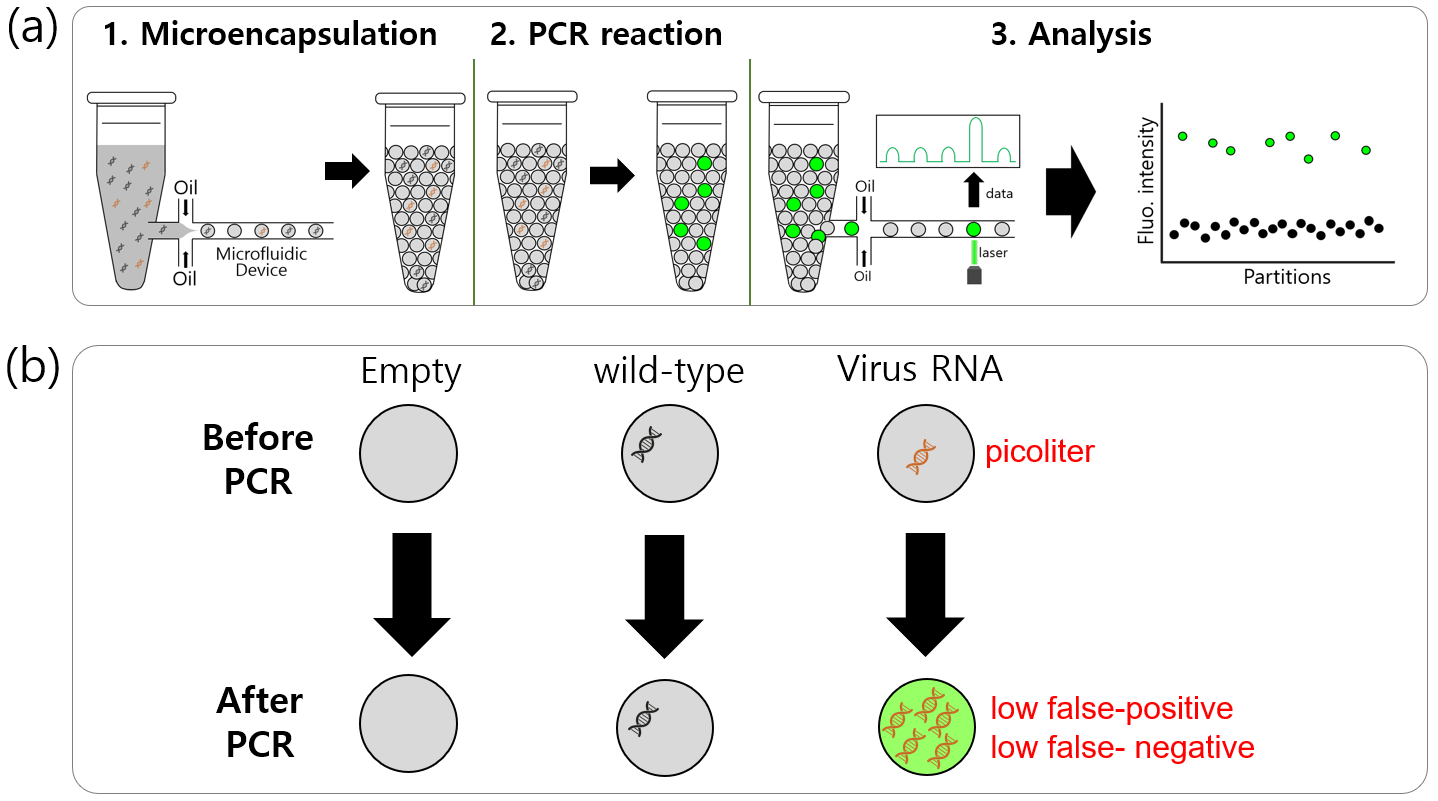 (a)
1. Microencapsulation
2. PCR reaction
3. Analysis
Oil
Oil
Microfluidic
Device
Oil
Oil
data
laser
Fluo. intensity
Partitions
(b)
Empty
wild-type
Virus RNA
Before
PCR
picoliter
After
PCR
low false-positive
low false- negative